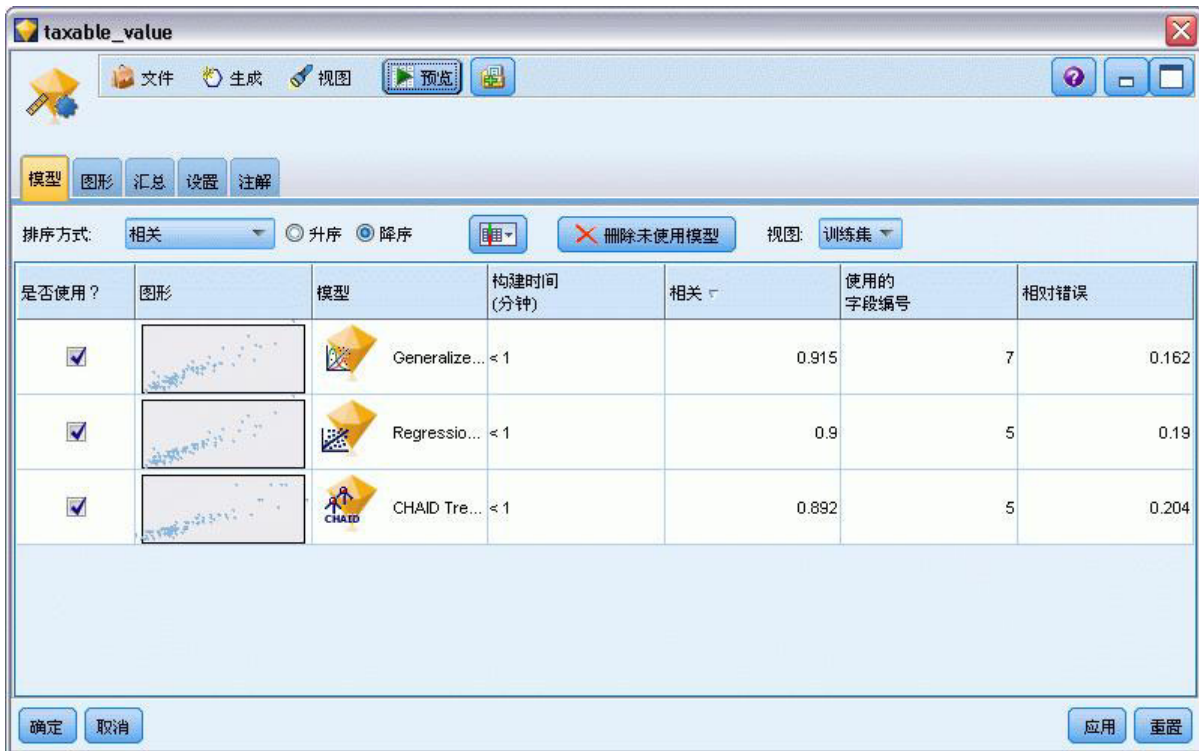 taxable_value
文件 生成 视图 预览
模型 图形 汇总 设置 注解
排序方式: 相关 升序 降序 删除未使用模型 视图: 训练集
是否使用? 图形 模型 构建时间 (分钟) 相关 使用的 字段编号 相对错误
Generalize... < 1 0.915 7 0.162
Regressio... < 1 0.9 5 0.19
CHAID CHAID Tre... < 1 0.892 5 0.204
确定 取消 应用 重置